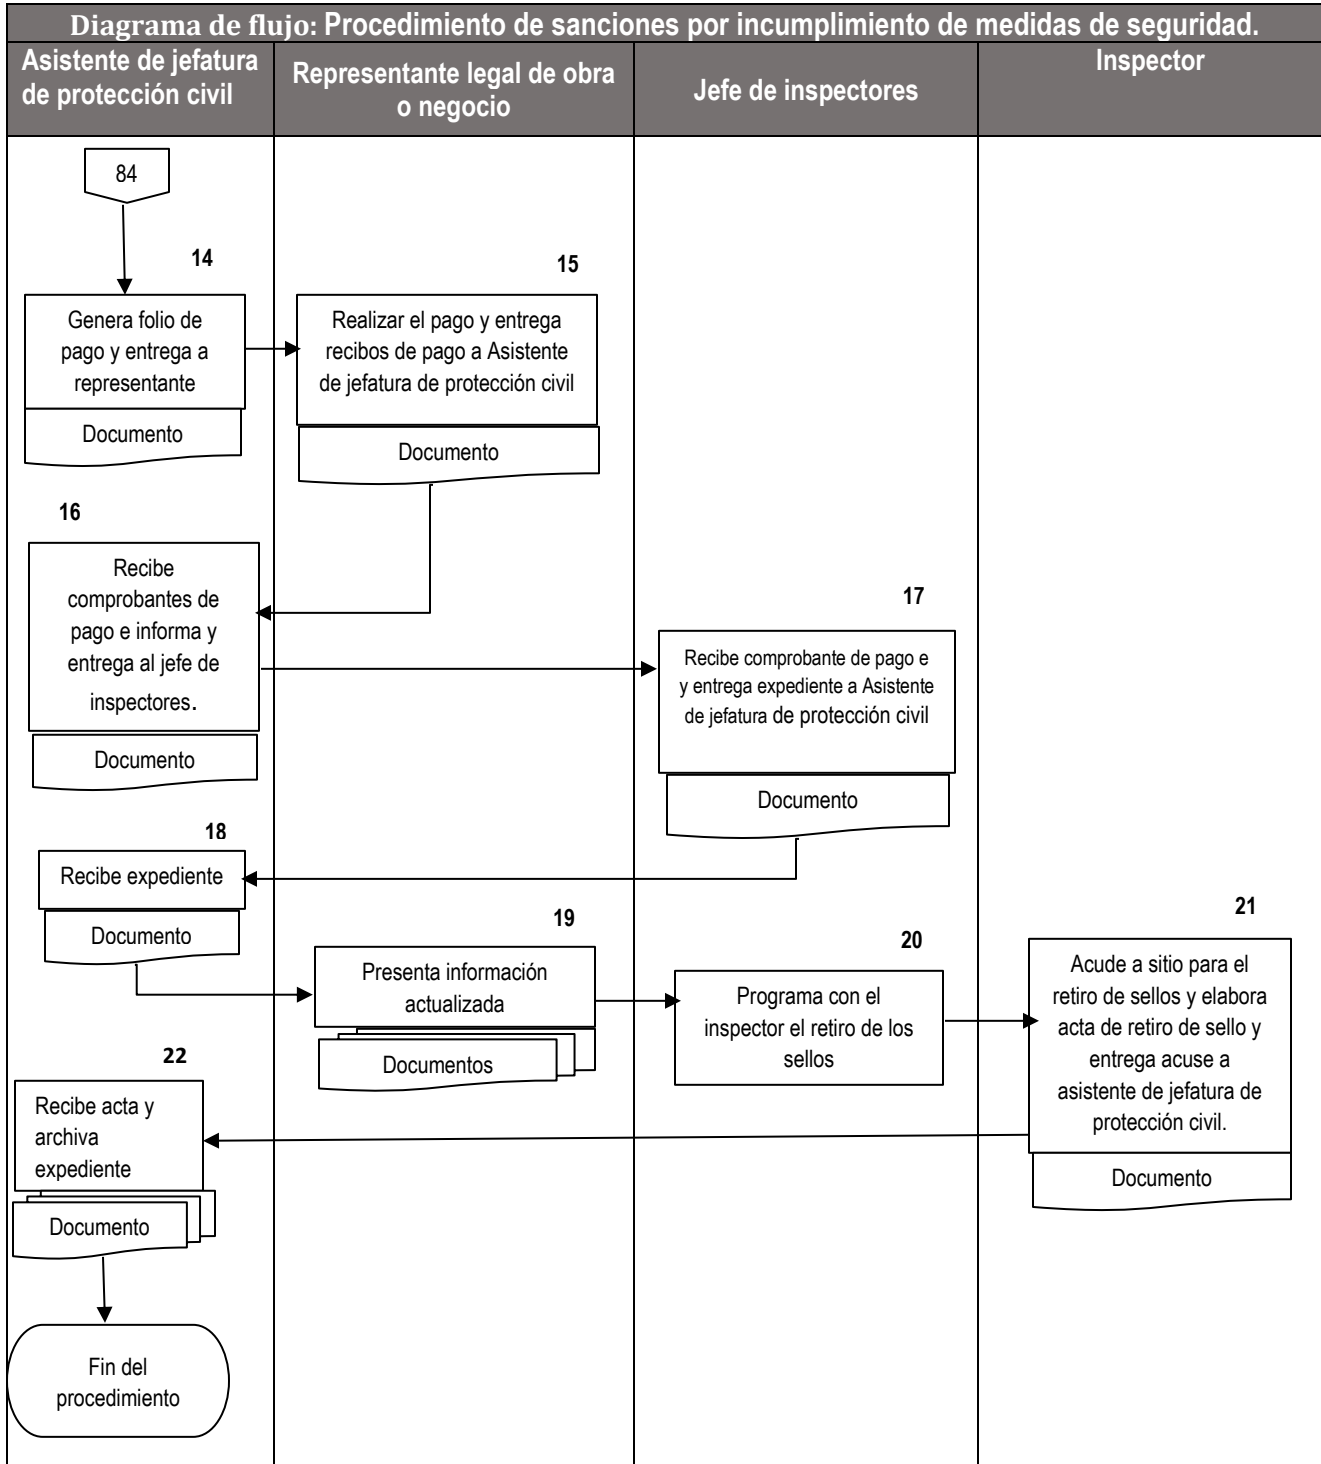 Diagrama de flujo: Procedimiento de sanciones por incumplimiento de medidas de seguridad.
Asistente de jefatura
de protección civil
Representante legal de obra
o negocio
Jefe de inspectores
Inspector
84
14
Genera folio de
pago y entrega a
representante
Documento
15
Realizar el pago y entrega
recibos de pago a Asistente
de jefatura de protección civil
Documento
16
Recibe
comprobantes de
pago e informa y
entrega al jefe de
inspectores.
Documento
17
Recibe comprobante de pago e
y entrega expediente a Asistente
de jefatura de protección civil
Documento
18
Recibe expediente
Documento
19
Presenta información
actualizada
Documentos
20
Programa con el
inspector el retiro de los
sellos
21
Acude a sitio para el
retiro de sellos y elabora
acta de retiro de sello y
entrega acuse a
asistente de jefatura de
protección civil.
Documento
22
Recibe acta y
archiva
expediente
Documento
Fin del
procedimiento